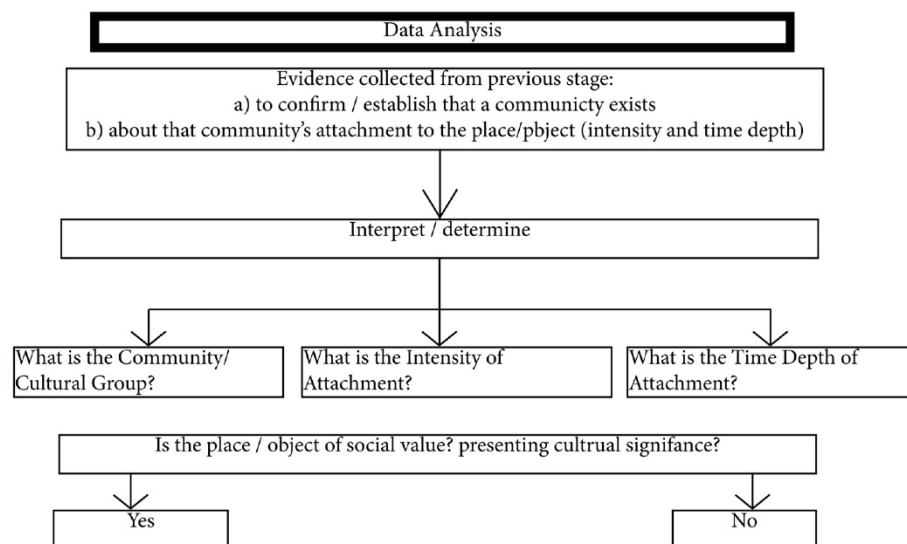 Data Analysis
Evidence collected from previous stage:
a) to confirm / establish that a communicty exists
b) about that community's attachment to the place/pbject (intensity and time depth)
Interpret / determine
What is the Community/
Cultural Group?
What is the Intensity of
Attachment?
What is the Time Depth of
Attachment?
Is the place / object of social value? presenting cultrual signifance?
Yes
No